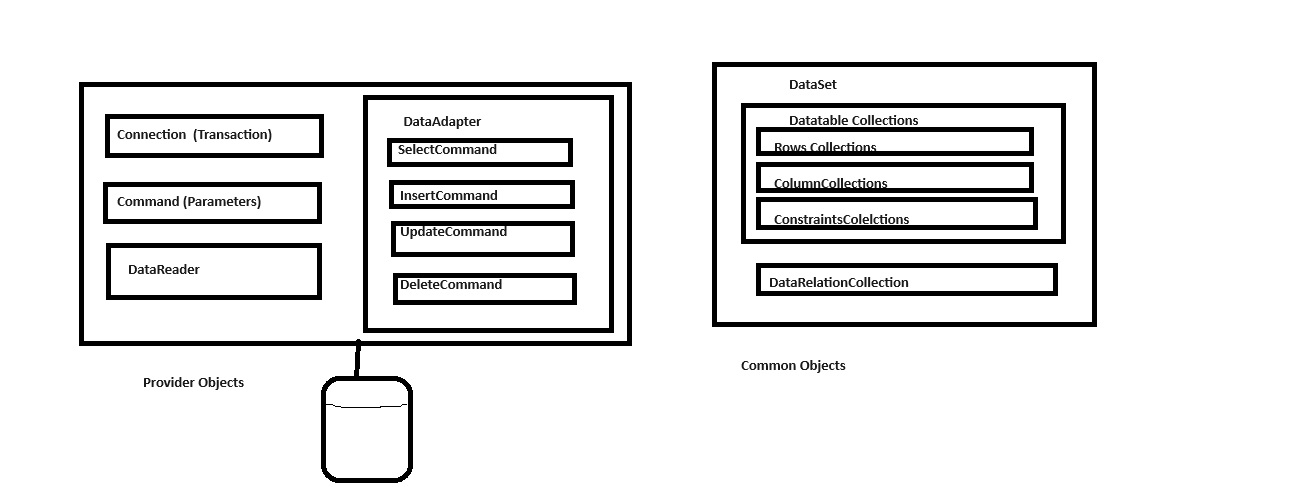 Connection (Transaction)
Command (Parameters)
DataReader
DataAdapter
SelectCommand
InsertCommand
UpdateCommand
DeleteCommand
Provider Objects
DataSet
Datatable Collections
Rows Collections
ColumnCollections
ConstraintsColelctions
DataRelationCollection
Common Objects